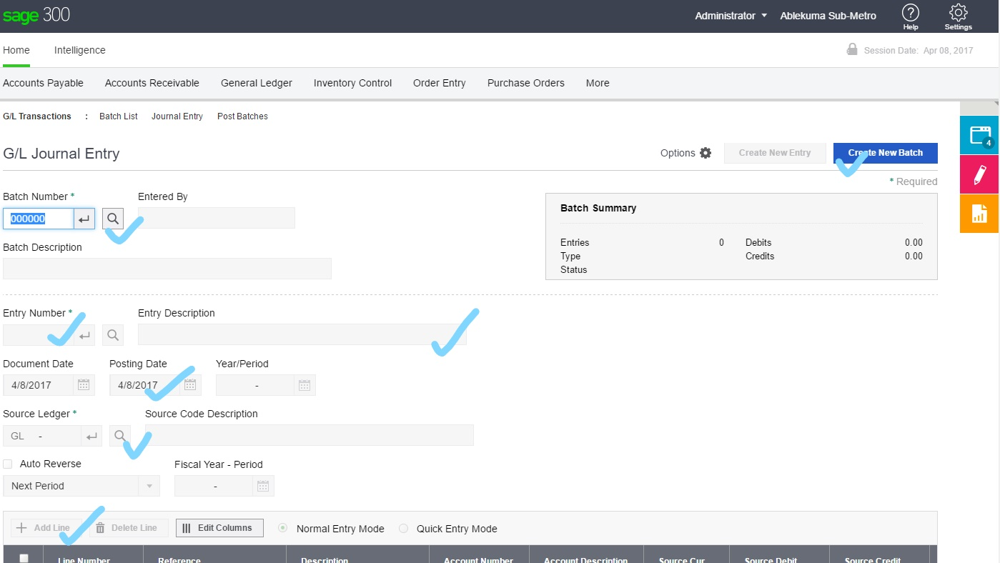 sage 300
Administrator Ablekuma Sub-Metro Help Settings
Home Intelligence Session Date: Apr 08, 2017
Accounts Payable Accounts Receivable General Ledger Inventory Control Order Entry Purchase Orders More
G/L Transactions : Batch List Journal Entry Post Batches
4
G/L Journal Entry Options Create New Entry Create New Batch
* Required
Batch Number * Entered By
000000
Batch Summary
Entries 0 Debits 0.00
Type Credits 0.00
Status
Batch Description
Entry Number * Entry Description
Document Date Posting Date Year/Period
4/8/2017 4/8/2017 -
Source Ledger * Source Code Description
GL -
Auto Reverse Fiscal Year - Period
Next Period -
Add Line Delete Line Edit Columns Normal Entry Mode Quick Entry Mode
Line Number Reference Description Account Number Account Description Source Cur. Source Debit Source Credit